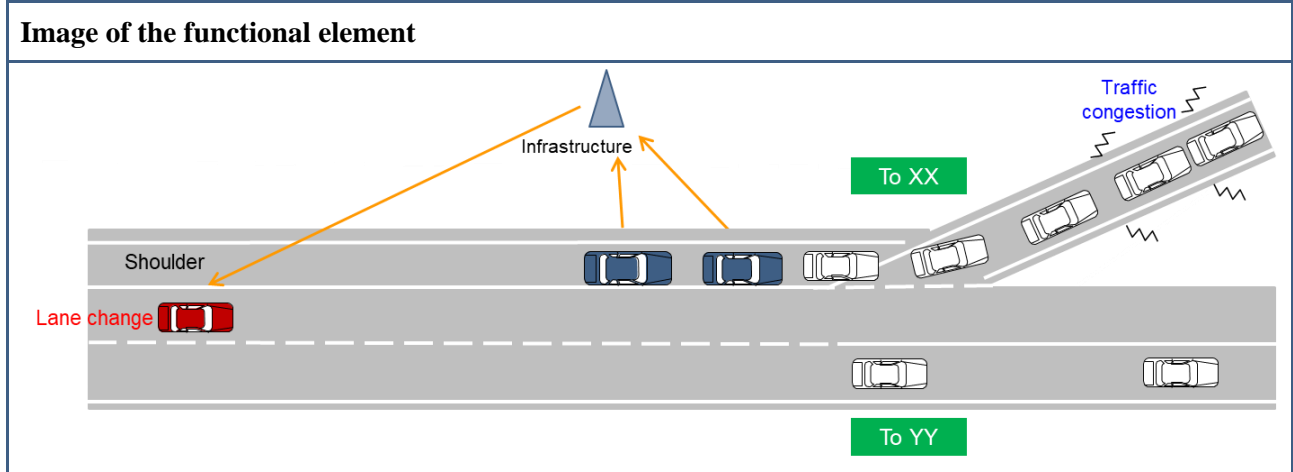 Image of the functional element
Traffic
congestion
Infrastructure
To XX
Shoulder
Lane change
To YY